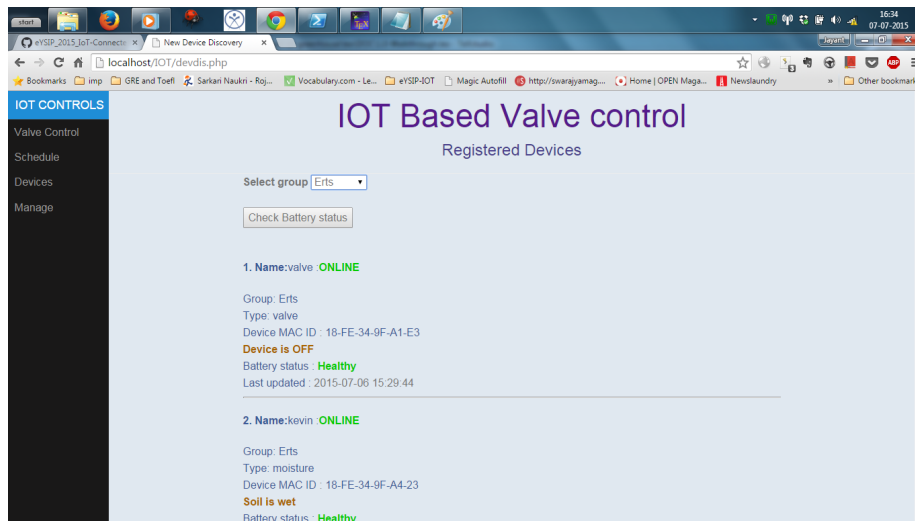 start
16:34
07-07-2015
eYSIP_2015_IoT-Connecte
New Device Discovery
Jayant
localhost/IOT/devdis.php
ABP
Bookmarks imp GRE and Toefl Sarkari Naukri - Roj... Vocabulary.com - Le... eYSIP-IOT Magic Autofill http://swarajyamag.... Home | OPEN Maga... Newslaundry » Other bookmark
IOT CONTROLS
Valve Control
Schedule
Devices
Manage
IOT Based Valve control
Registered Devices
Select group Erts
Check Battery status
1. Name:valve :ONLINE
Group: Erts
Type: valve
Device MAC ID : 18-FE-34-9F-A1-E3
Device is OFF
Battery status : Healthy
Last updated : 2015-07-06 15:29:44
2. Name:kevin :ONLINE
Group: Erts
Type: moisture
Device MAC ID : 18-FE-34-9F-A4-23
Soil is wet
Battery status : Healthy